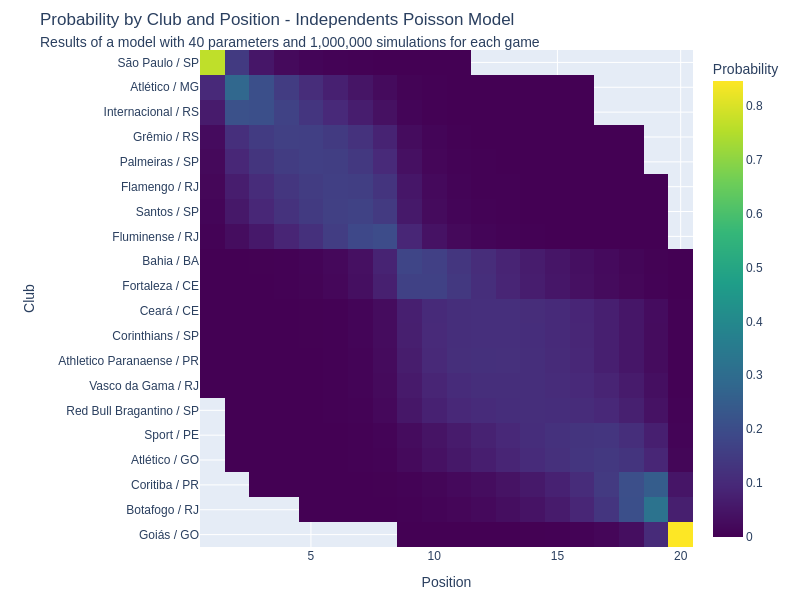 Probability by Club and Position - Independents Poisson Model
Results of a model with 40 parameters and 1,000,000 simulations for each game
Probability
São Paulo / SP
Atlético / MG
Internacional / RS
Grêmio / RS
Palmeiras / SP
Flamengo / RJ
Santos / SP
Fluminense / RJ
Bahia / BA
Fortaleza / CE
Ceará / CE
Corinthians / SP
Athletico Paranaense / PR
Vasco da Gama / RJ
Red Bull Bragantino / SP
Sport / PE
Atlético / GO
Coritiba / PR
Botafogo / RJ
Goiás / GO
Club
5
10
15
20
Position
0.8
0.7
0.6
0.5
0.4
0.3
0.2
0.1
0